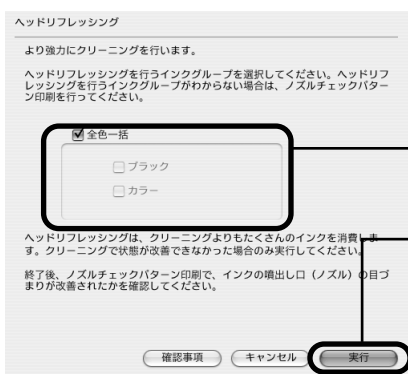 ヘッドリフレッシング
より強力にクリーニングを行います。
ヘッドリフレッシングを行うインクグループを選択してください。ヘッドリフ
レッシングを行うインクグループがわからない場合は、ノズルチェックパター
ン印刷を行ってください。
全色一括
ブラック
カラー
ヘッドリフレッシングは、クリーニングよりもたくさんのインクを消費しま
す。クリーニングで状態が改善できなかった場合のみ実行してください。
終了後、ノズルチェックパターン印刷で、インクの噴出し口（ノズル）の目づ
まりが改善されたかを確認してください。
確認事項 キャンセル 実行